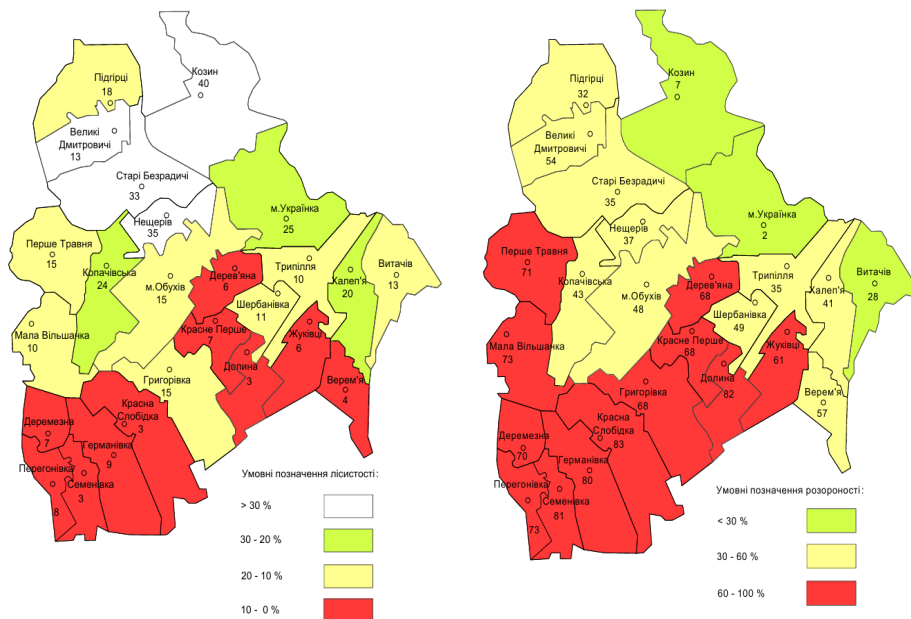 Козин
40
Підгірці
18
Великі
Дмитровичі
13
Старі Безрадичі
33
Нещерів
35
м.Українка
25
Перше Травня
15
Копачівська
24
м.Обухів
15
Дерев'яна
6
Трипілля
10
Халеп'я
20
Витачів
13
Щербанівка
11
Красне Перше
7
Жуківці
6
Мала Вільшанка
10
Долина
3
Григорівка
15
Верем'я
4
Красна
Слобідка
3
Деремезна
7
Германівка
9
Перегонівка
8
Семенівка
3
Умовні позначення лісистості:
> 30 %
30 - 20 %
20 - 10 %
10 - 0 %
Козин
7
Підгірці
32
Великі
Дмитровичі
54
Старі Безрадичі
35
Нещерів
37
м.Українка
2
Перше Травня
71
Копачівська
43
м.Обухів
48
Дерев'яна
68
Трипілля
35
Халеп'я
41
Витачів
28
Щербанівка
49
Красне Перше
68
Жуківці
61
Мала Вільшанка
73
Долина
82
Григорівка
68
Верем'я
57
Красна
Слобідка
83
Деремезна
70
Германівка
80
Перегонівка
73
Семенівка
81
Умовні позначення розороності:
< 30 %
30 - 60 %
60 - 100 %